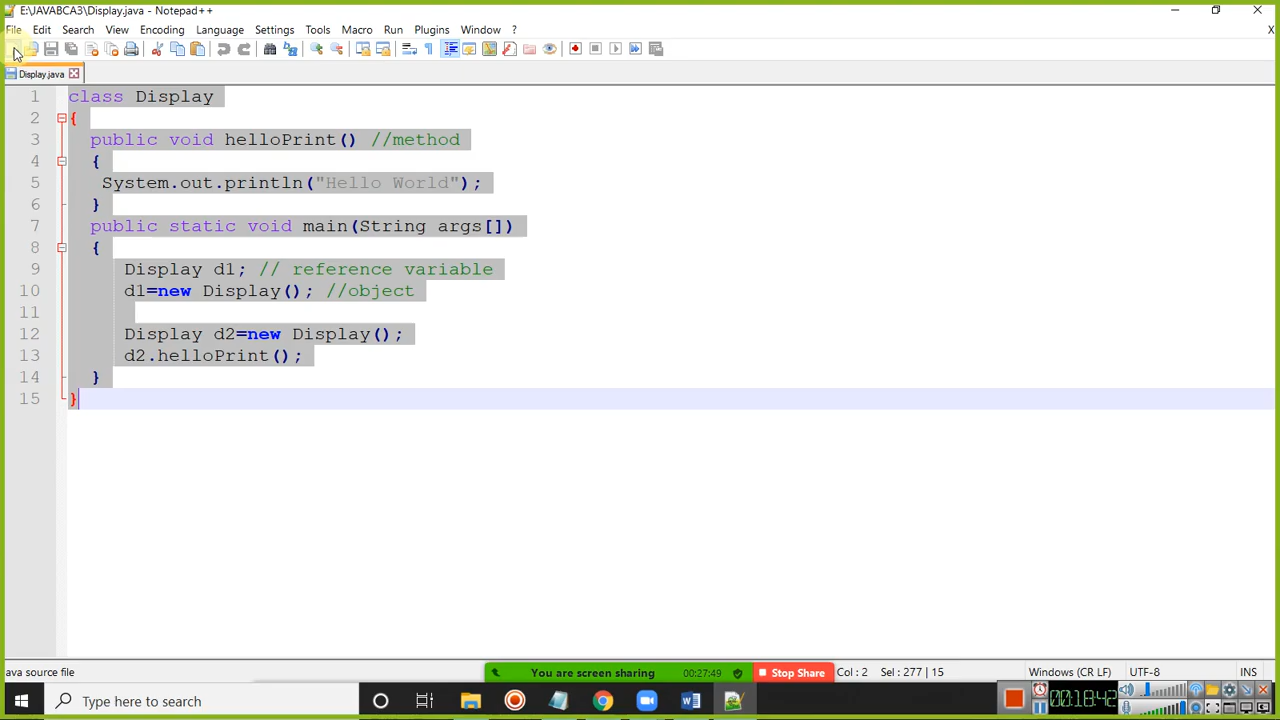 E:\JAVABCA3\Display.java - Notepad++
File Edit Search View Encoding Language Settings Tools Macro Run Plugins Window ? X
Display.java
1 class Display
2 {
3 public void helloPrint() //method
4 {
5 System.out.println("Hello World");
6 }
7 public static void main(String args[])
8 {
9 Display d1; // reference variable
10 d1=new Display(); //object
11
12 Display d2=new Display();
13 d2.helloPrint();
14 }
15 }
ava source file You are screen sharing 00:27:49 Stop Share Col : 2 Sel : 277 | 15 Windows (CR LF) UTF-8 INS
Type here to search 00:18:42